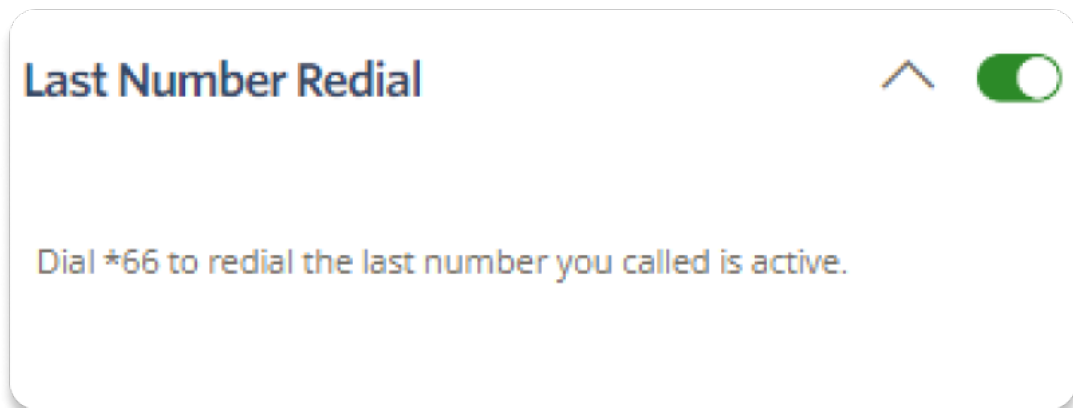 Last Number Redial
Dial *66 to redial the last number you called is active.